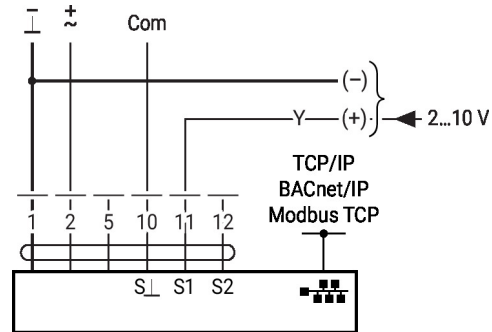 – +
⊥ ~ Com
(–)
Y (+) 2...10 V
TCP/IP
BACnet/IP
Modbus TCP
1 2 5 10 11 12
S⊥ S1 S2